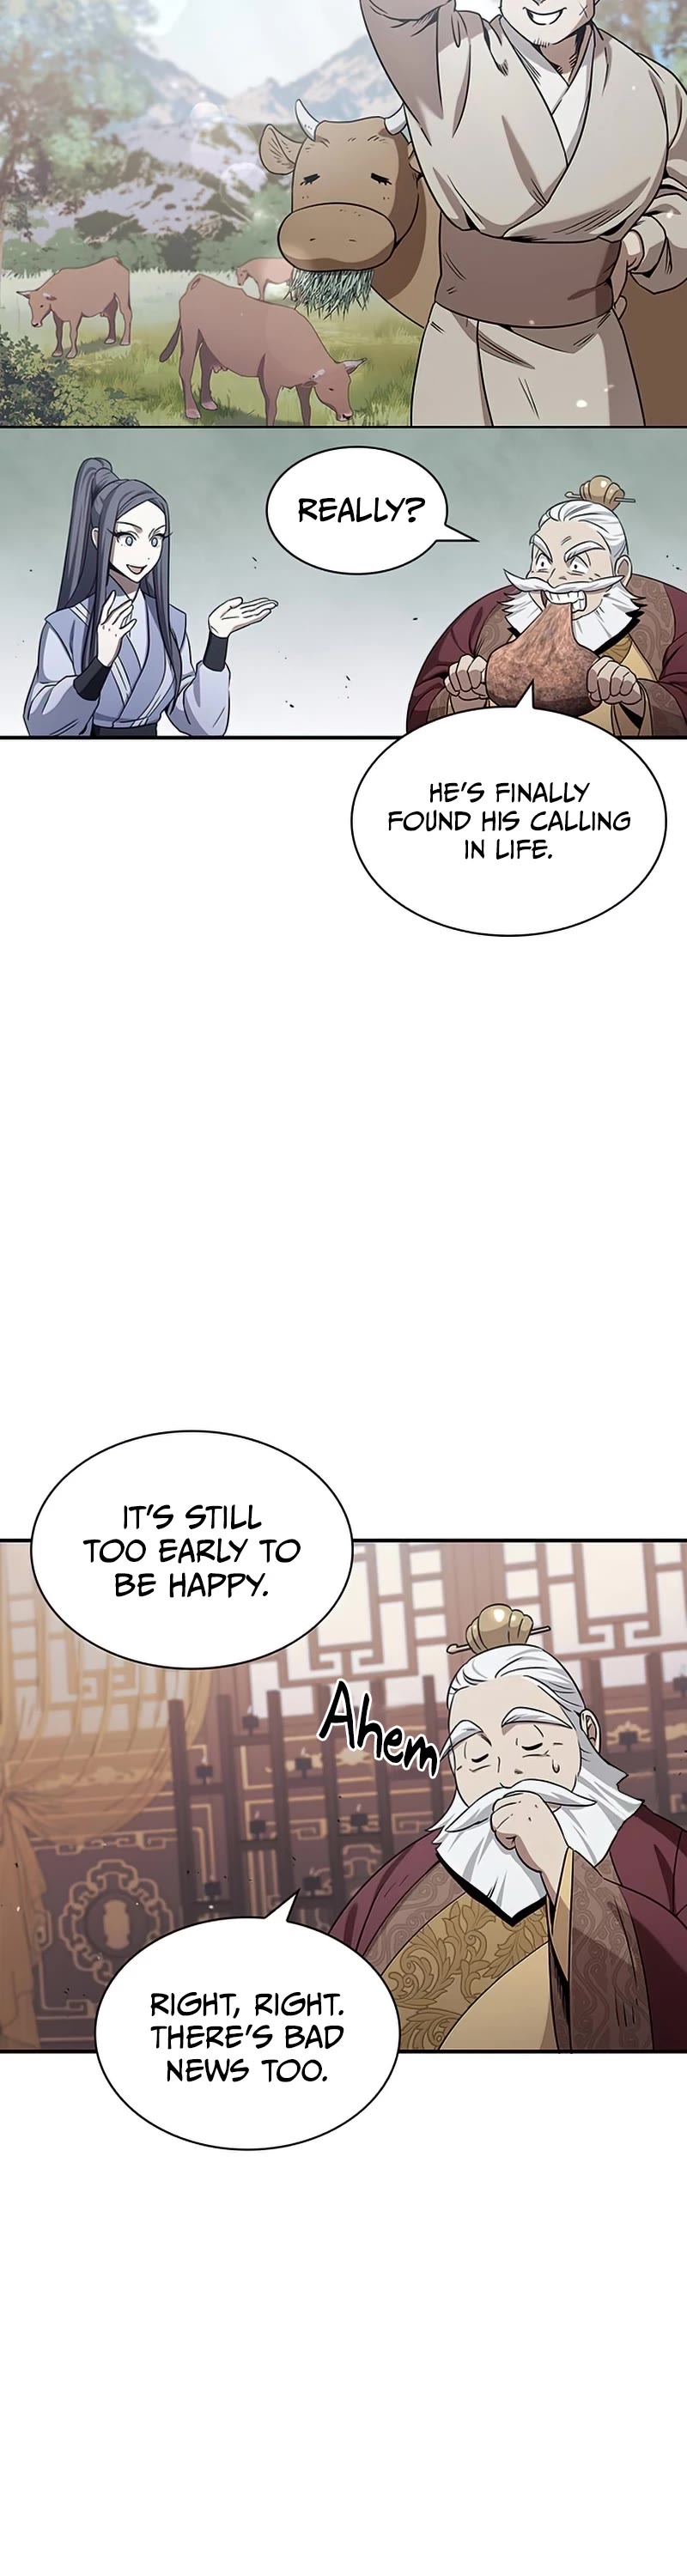 REALLY?
HE'S FINALLY
FOUND HIS CALLING
IN LIFE.
IT'S STILL
TOO EARLY TO
BE HAPPY.
Ahem
RIGHT, RIGHT.
THERE'S BAD
NEWS TOO.